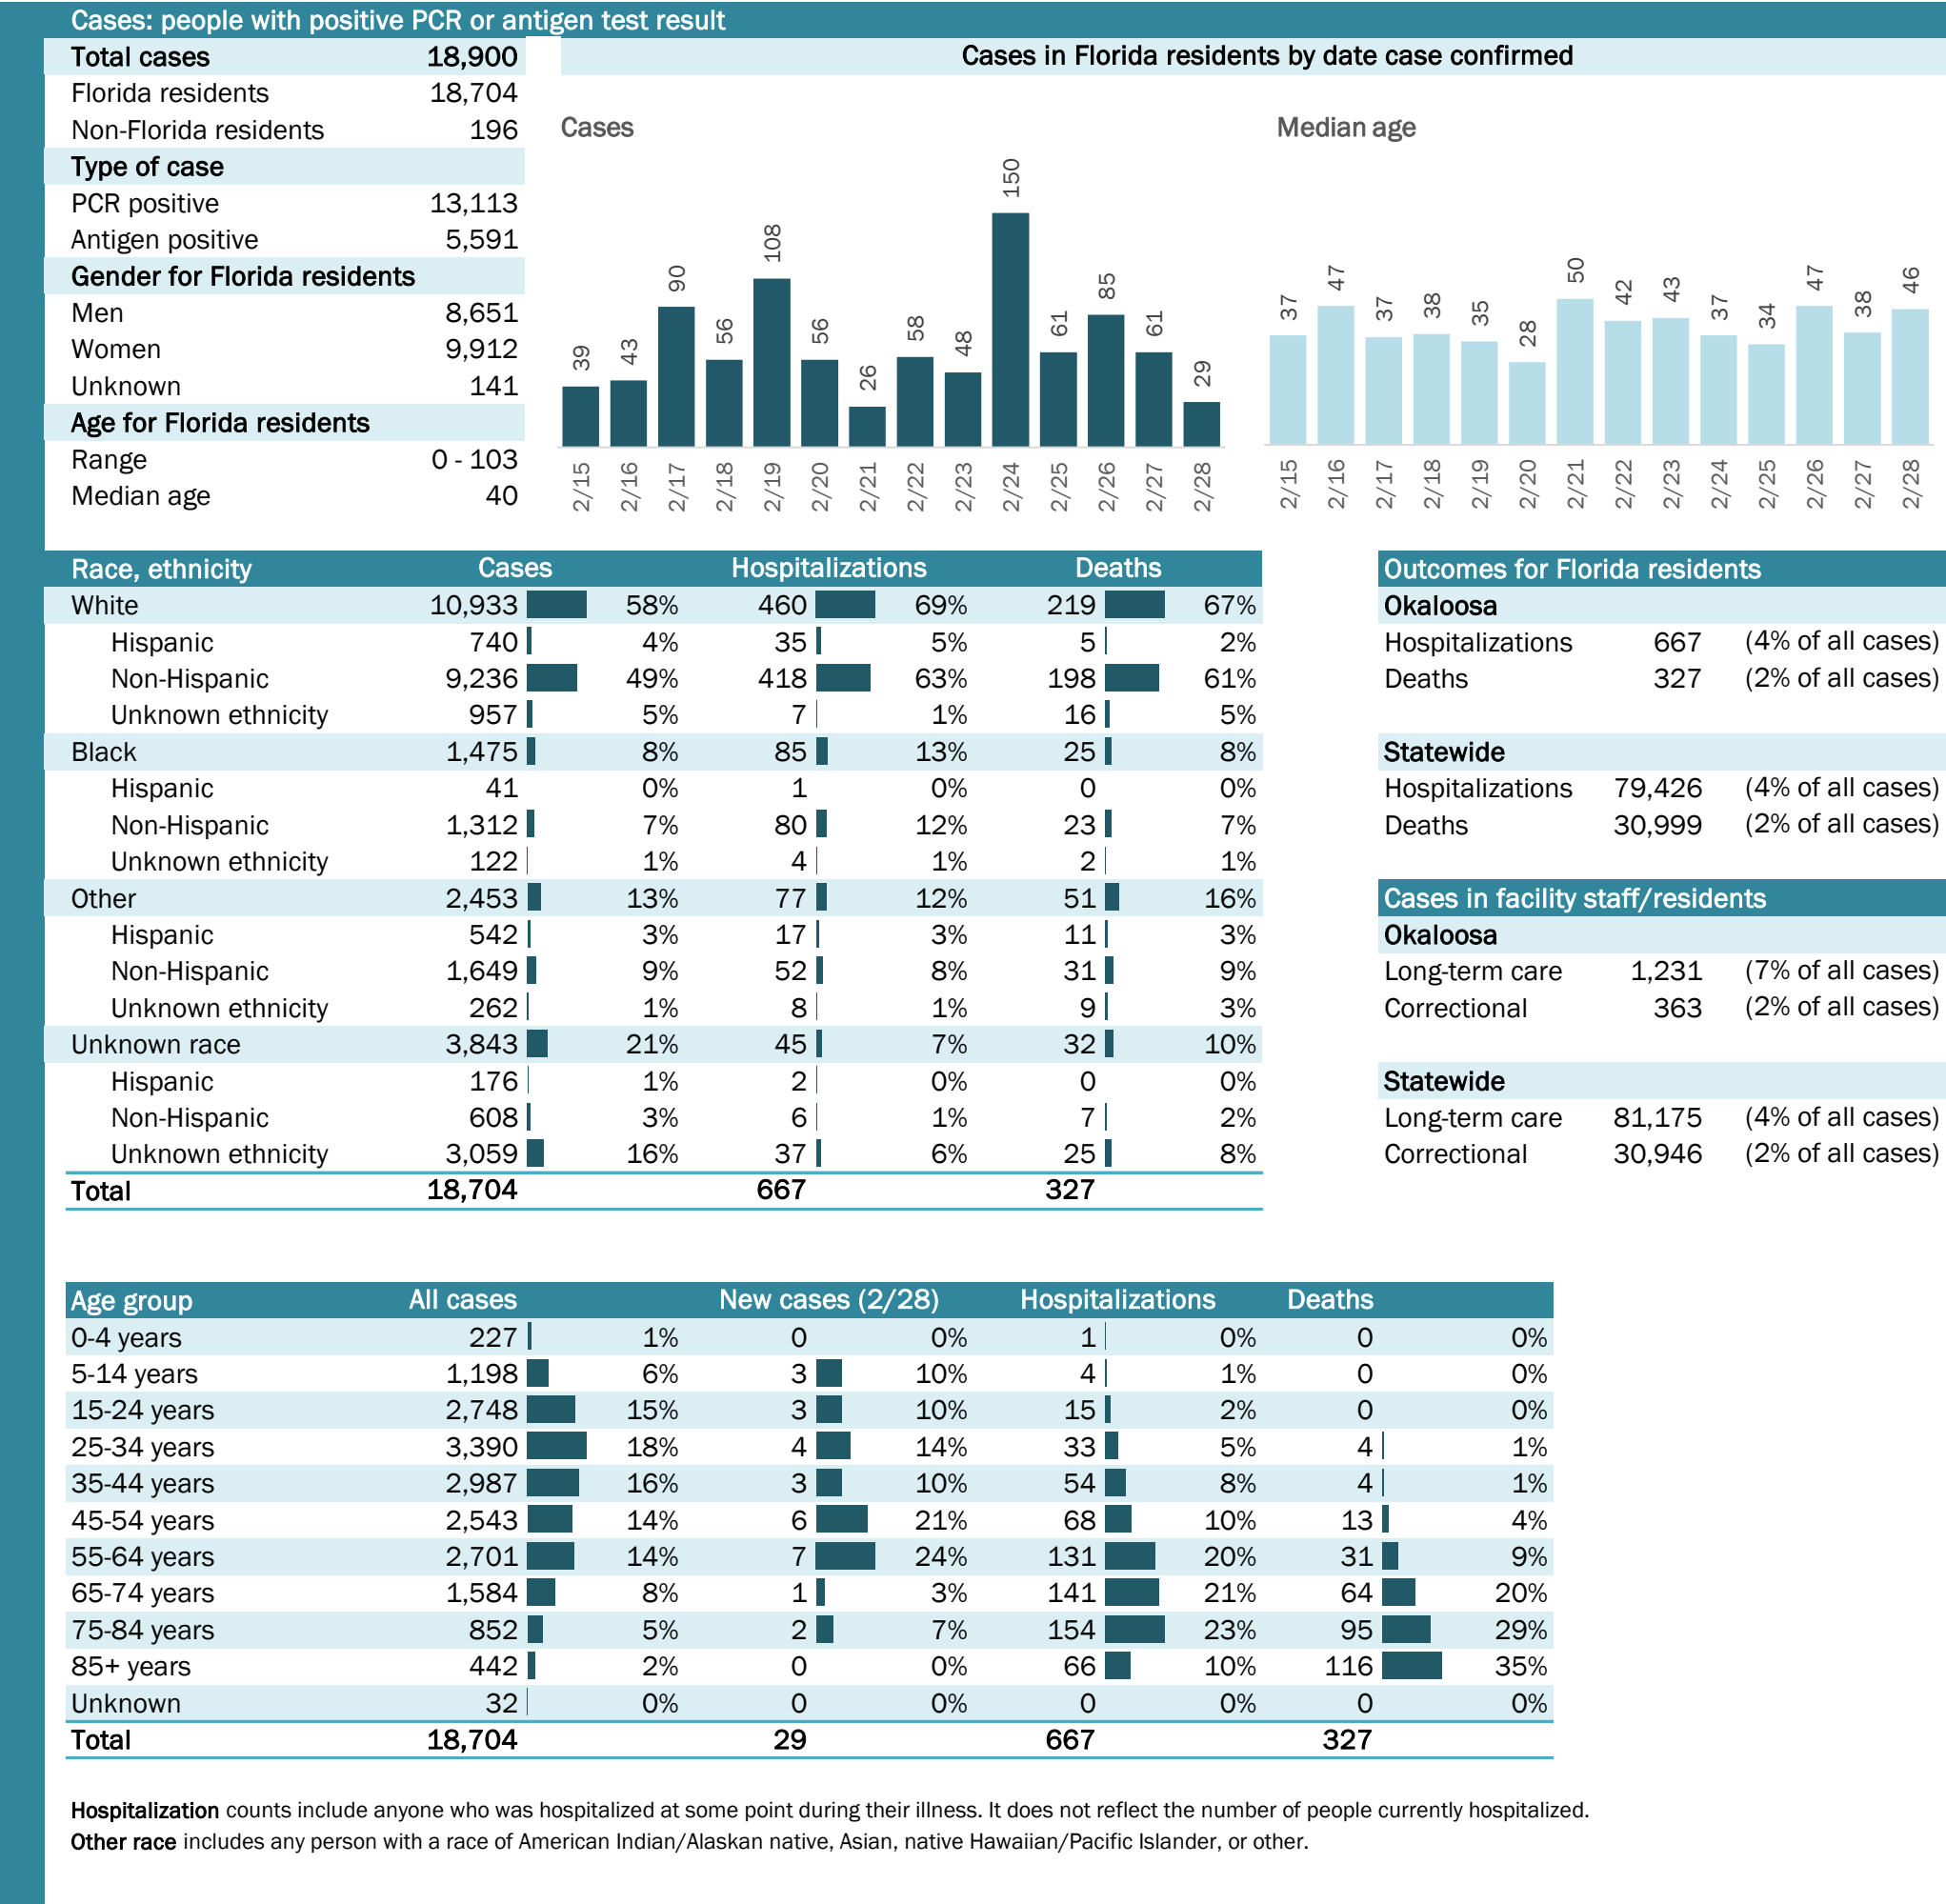 Cases: people with positive PCR or antigen test result
Total cases 18,900
Florida residents 18,704
Non-Florida residents 196
Type of case
PCR positive 13,113
Antigen positive 5,591
Gender for Florida residents
Men 8,651
Women 9,912
Unknown 141
Age for Florida residents
Range 0 - 103
Median age 40
Cases in Florida residents by date case confirmed
Cases
39 43 90 56 108 56 26 58 48 150 61 85 61 29
2/15 2/16 2/17 2/18 2/19 2/20 2/21 2/22 2/23 2/24 2/25 2/26 2/27 2/28
Median age
37 47 37 38 35 28 50 42 43 37 34 47 38 46
2/15 2/16 2/17 2/18 2/19 2/20 2/21 2/22 2/23 2/24 2/25 2/26 2/27 2/28
Race, ethnicity Cases Hospitalizations Deaths
White 10,933 58% 460 69% 219 67%
Hispanic 740 4% 35 5% 5 2%
Non-Hispanic 9,236 49% 418 63% 198 61%
Unknown ethnicity 957 5% 7 1% 16 5%
Black 1,475 8% 85 13% 25 8%
Hispanic 41 0% 1 0% 0 0%
Non-Hispanic 1,312 7% 80 12% 23 7%
Unknown ethnicity 122 1% 4 1% 2 1%
Other 2,453 13% 77 12% 51 16%
Hispanic 542 3% 17 3% 11 3%
Non-Hispanic 1,649 9% 52 8% 31 9%
Unknown ethnicity 262 1% 8 1% 9 3%
Unknown race 3,843 21% 45 7% 32 10%
Hispanic 176 1% 2 0% 0 0%
Non-Hispanic 608 3% 6 1% 7 2%
Unknown ethnicity 3,059 16% 37 6% 25 8%
Total 18,704 667 327
Outcomes for Florida residents
Okaloosa
Hospitalizations 667 (4% of all cases)
Deaths 327 (2% of all cases)
Statewide
Hospitalizations 79,426 (4% of all cases)
Deaths 30,999 (2% of all cases)
Cases in facility staff/residents
Okaloosa
Long-term care 1,231 (7% of all cases)
Correctional 363 (2% of all cases)
Statewide
Long-term care 81,175 (4% of all cases)
Correctional 30,946 (2% of all cases)
Age group All cases New cases (2/28) Hospitalizations Deaths
0-4 years 227 1% 0 0% 1 0% 0 0%
5-14 years 1,198 6% 3 10% 4 1% 0 0%
15-24 years 2,748 15% 3 10% 15 2% 0 0%
25-34 years 3,390 18% 4 14% 33 5% 4 1%
35-44 years 2,987 16% 3 10% 54 8% 4 1%
45-54 years 2,543 14% 6 21% 68 10% 13 4%
55-64 years 2,701 14% 7 24% 131 20% 31 9%
65-74 years 1,584 8% 1 3% 141 21% 64 20%
75-84 years 852 5% 2 7% 154 23% 95 29%
85+ years 442 2% 0 0% 66 10% 116 35%
Unknown 32 0% 0 0% 0 0% 0 0%
Total 18,704 29 667 327
Hospitalization counts include anyone who was hospitalized at some point during their illness. It does not reflect the number of people currently hospitalized.
Other race includes any person with a race of American Indian/Alaskan native, Asian, native Hawaiian/Pacific Islander, or other.